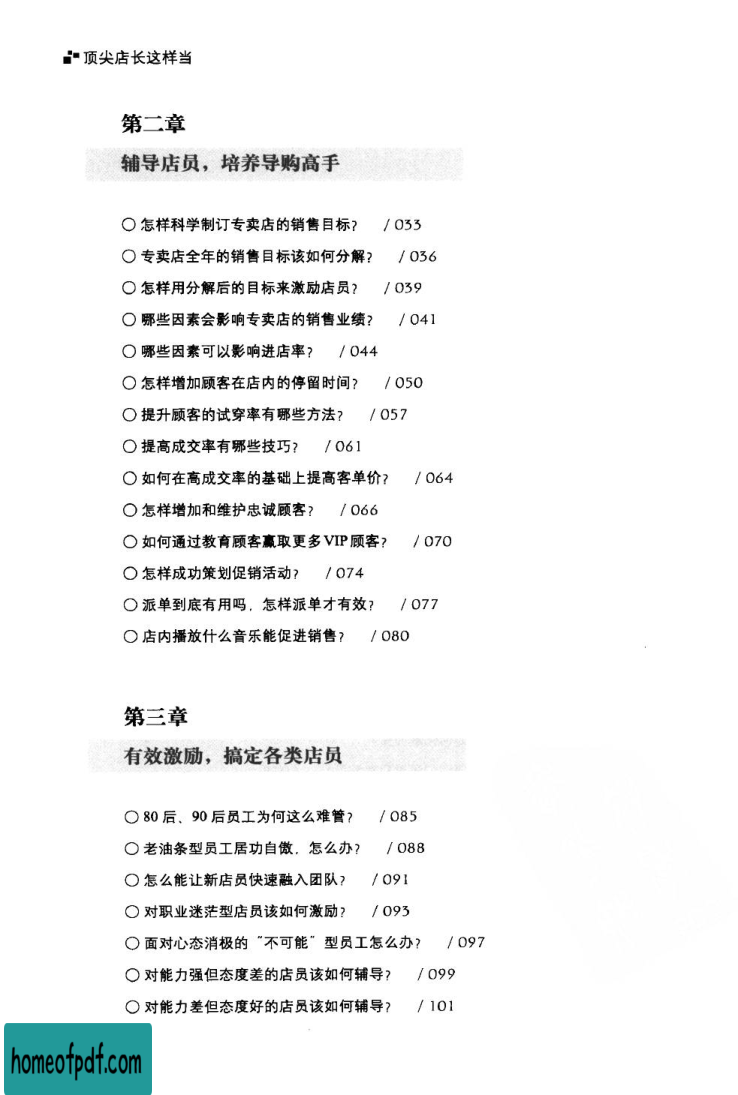 顶尖店长这样当
第二章
辅导店员，培养导购高手
○ 怎样科学制订专卖店的销售目标？ / 033
○ 专卖店全年的销售目标该如何分解？ / 036
○ 怎样用分解后的目标来激励店员？ / 039
○ 哪些因素会影响专卖店的销售业绩？ / 041
○ 哪些因素可以影响进店率？ / 044
○ 怎样增加顾客在店内的停留时间？ / 050
○ 提升顾客的试穿率有哪些方法？ / 057
○ 提高成交率有哪些技巧？ / 061
○ 如何在高成交率的基础上提高客单价？ / 064
○ 怎样增加和维护忠诚顾客？ / 066
○ 如何通过教育顾客赢取更多VIP顾客？ / 070
○ 怎样成功策划促销活动？ / 074
○ 派单到底有用吗，怎样派单才有效？ / 077
○ 店内播放什么音乐能促进销售？ / 080
第三章
有效激励，搞定各类店员
○ 80后、90后员工为何这么难管？ / 085
○ 老油条型员工居功自傲，怎么办？ / 088
○ 怎么能让新店员快速融入团队？ / 091
○ 对职业迷茫型店员该如何激励？ / 093
○ 面对心态消极的“不可能”型员工怎么办？ / 097
○ 对能力强但态度差的店员该如何辅导？ / 099
○ 对能力差但态度好的店员该如何辅导？ / 101
homeofpdf.com